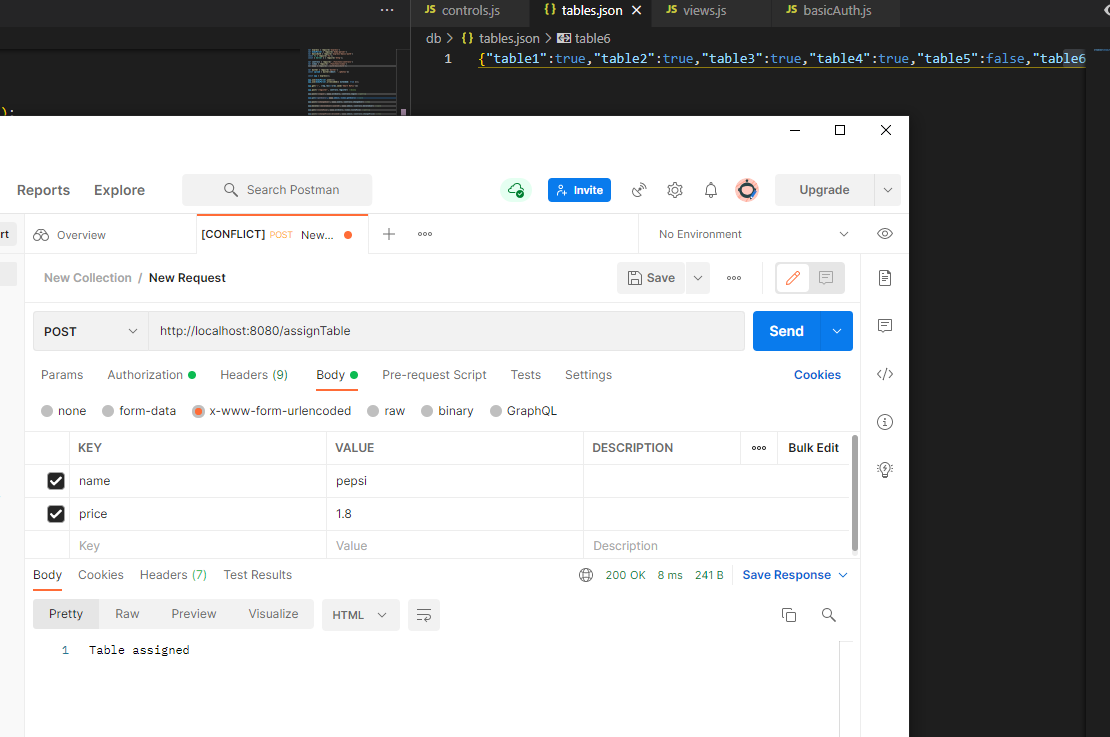 JS controls.js
{} tables.json
JS views.js
JS basicAuth.js
db > {} tables.json > table6
1 {"table1":true,"table2":true,"table3":true,"table4":true,"table5":false,"table6
);
Reports
Explore
Search Postman
Invite
Upgrade
rt
Overview
[CONFLICT] POST New...
No Environment
New Collection / New Request
Save
POST
http://localhost:8080/assignTable
Send
Params
Authorization
Headers (9)
Body
Pre-request Script
Tests
Settings
Cookies
none
form-data
x-www-form-urlencoded
raw
binary
GraphQL
KEY VALUE DESCRIPTION Bulk Edit
name pepsi
price 1.8
Key Value Description
Body Cookies Headers (7) Test Results 200 OK 8 ms 241 B Save Response
Pretty Raw Preview Visualize HTML
1 Table assigned